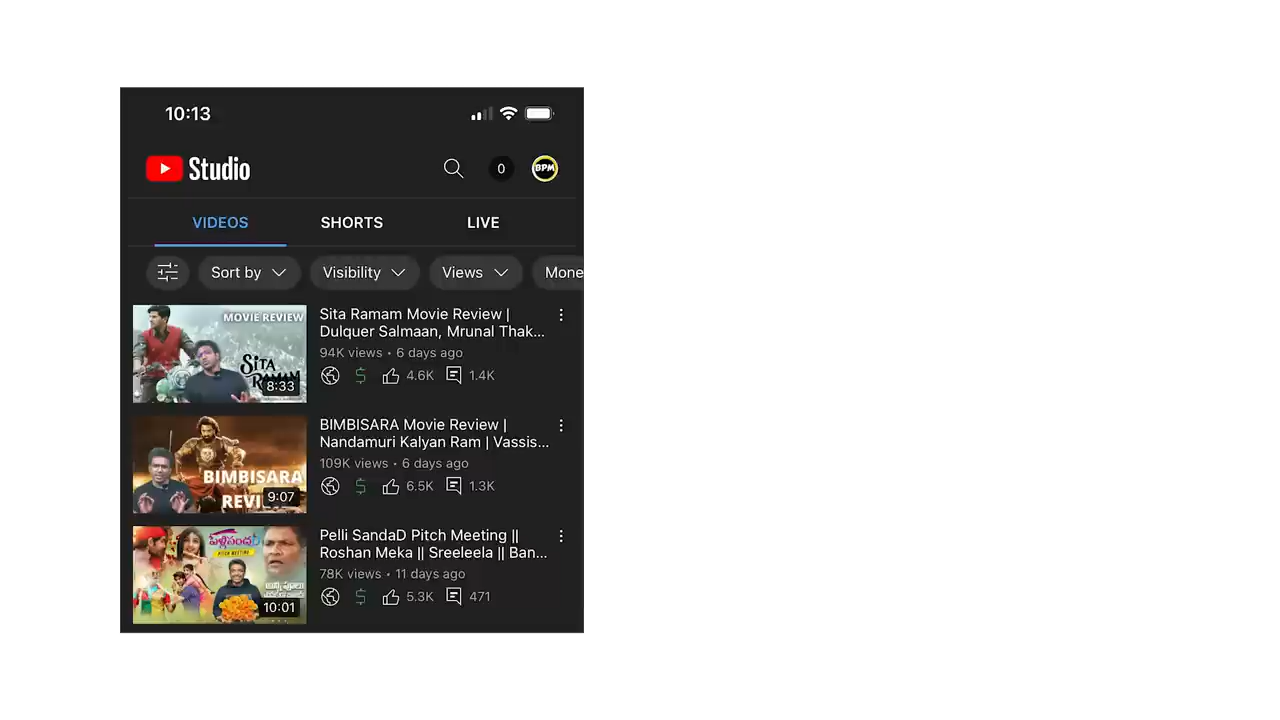 10:13
Studio
0
BPM
VIDEOS SHORTS LIVE
Sort by Visibility Views Mone
MOVIE REVIEW
SITA
8:33
Sita Ramam Movie Review |
Dulquer Salmaan, Mrunal Thak...
94K views • 6 days ago
4.6K 1.4K
BIMBISARA
REVI
9:07
BIMBISARA Movie Review |
Nandamuri Kalyan Ram | Vassis...
109K views • 6 days ago
6.5K 1.3K
PITCH MEETING
10:01
Pelli SandaD Pitch Meeting ||
Roshan Meka || Sreeleela || Ban...
78K views • 11 days ago
5.3K 471